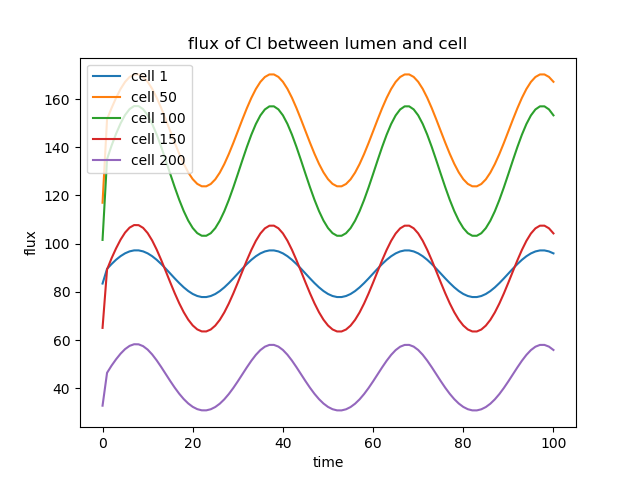 flux of Cl between lumen and cell
cell 1
cell 50
cell 100
cell 150
cell 200
160
140
120
100
80
60
40
flux
0
20
40
60
80
100
time